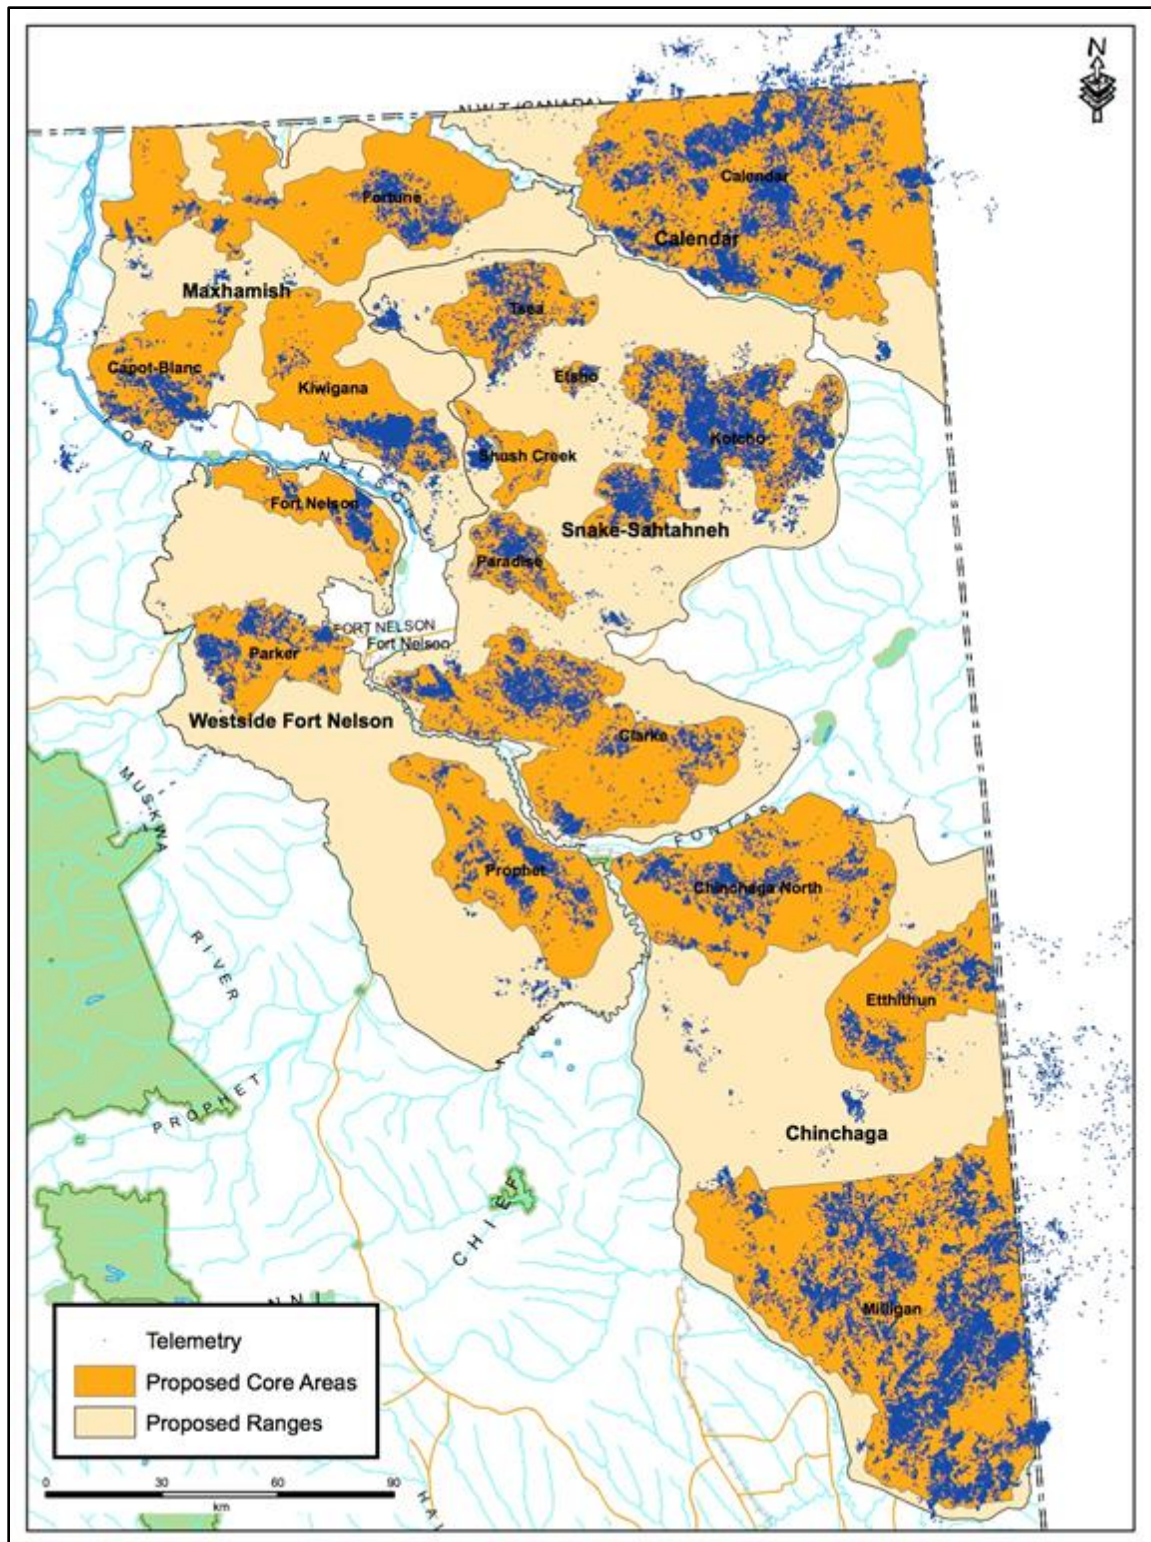 N
N.W.T (CANADA)
Calendar
Fortune
Calendar
Maxhamish
Tsea
Capot-Blanc
Etsho
Kiwigana
Kotcho
FORT NELSON
Shush Creek
Fort Nelson
Snake-Sahtahneh
Paradise
FORT NELSON
Fort Nelson
Parker
Westside Fort Nelson
Clarke
MUSKWA
RIVER
FONTAS
Prophet
Chinchaga North
Etthithun
PROPHET
Chinchaga
CHIEF
Milligan
Telemetry
Proposed Core Areas
Proposed Ranges
0 30 60 90
km